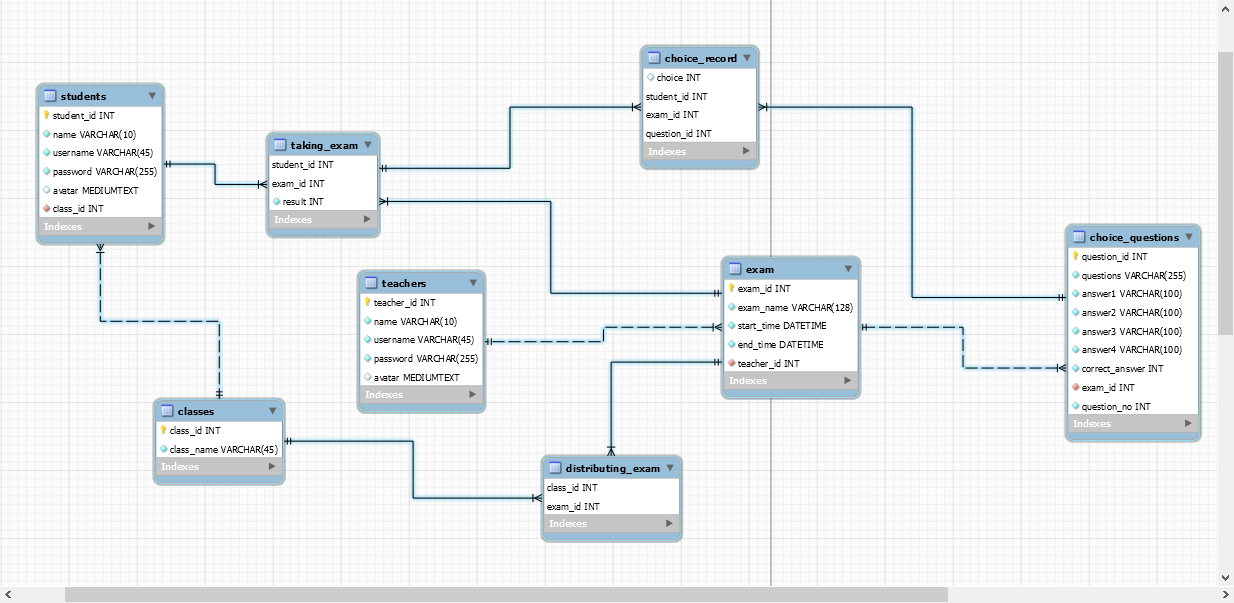 students
student_id INT
name VARCHAR(10)
username VARCHAR(45)
password VARCHAR(255)
avatar MEDIUMTEXT
class_id INT
Indexes
taking_exam
student_id INT
exam_id INT
result INT
Indexes
choice_record
choice INT
student_id INT
exam_id INT
question_id INT
Indexes
teachers
teacher_id INT
name VARCHAR(10)
username VARCHAR(45)
password VARCHAR(255)
avatar MEDIUMTEXT
Indexes
exam
exam_id INT
exam_name VARCHAR(128)
start_time DATETIME
end_time DATETIME
teacher_id INT
Indexes
choice_questions
question_id INT
questions VARCHAR(255)
answer1 VARCHAR(100)
answer2 VARCHAR(100)
answer3 VARCHAR(100)
answer4 VARCHAR(100)
correct_answer INT
exam_id INT
question_no INT
Indexes
classes
class_id INT
class_name VARCHAR(45)
Indexes
distributing_exam
class_id INT
exam_id INT
Indexes